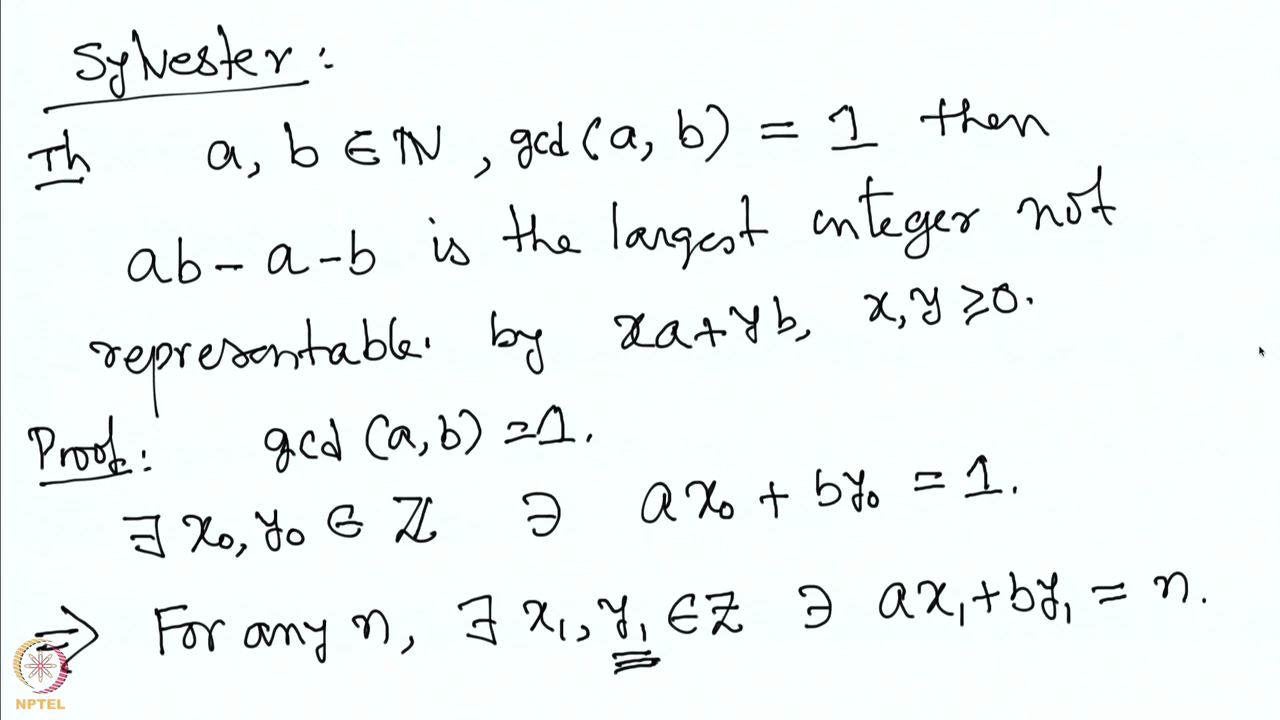 Sylvester:
Th a, b ∈ ℕ, gcd(a, b) = 1 then
ab - a - b is the largest integer not
representable. by xa + yb, x, y ≥ 0.
Proof: gcd (a, b) = 1.
∃ x₀, y₀ ∈ ℤ ∋ ax₀ + by₀ = 1.
⇒ For any n, ∃ x₁, y₁ ∈ ℤ ∋ ax₁ + by₁ = n.
NPTEL